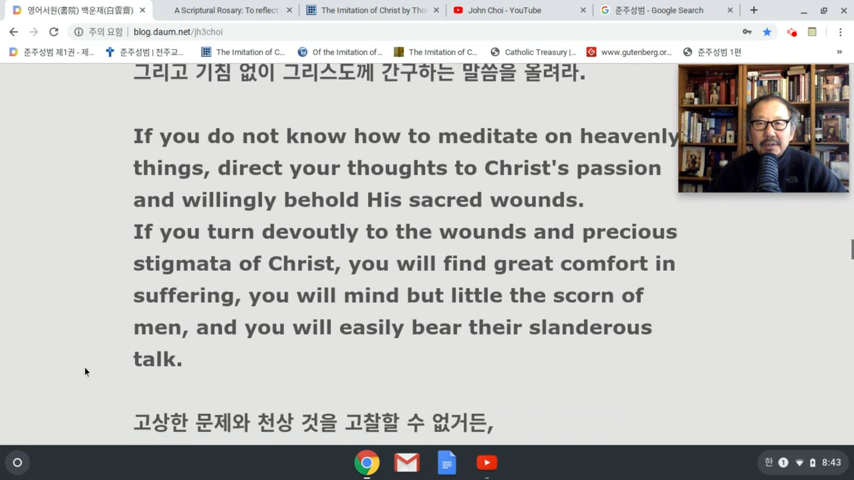 영어서원(書院) 백운재(白雲齋)
A Scriptural Rosary: To reflect
The Imitation of Christ by Tho
John Choi - YouTube
준주성범 - Google Search
주의 요함
blog.daum.net/jh3choi
준주성범 제1권 - 제...
준주성범 | 천주교...
The Imitation of C...
Of the Imitation of...
The Imitation of C...
Catholic Treasury |...
www.gutenberg.or...
준주성범 1편
그리고 기침 없이 그리스도께 간구하는 말씀을 올려라.
If you do not know how to meditate on heavenly
things, direct your thoughts to Christ's passion
and willingly behold His sacred wounds.
If you turn devoutly to the wounds and precious
stigmata of Christ, you will find great comfort in
suffering, you will mind but little the scorn of
men, and you will easily bear their slanderous
talk.
고상한 문제와 천상 것을 고찰할 수 없거든,
한
1
8:43